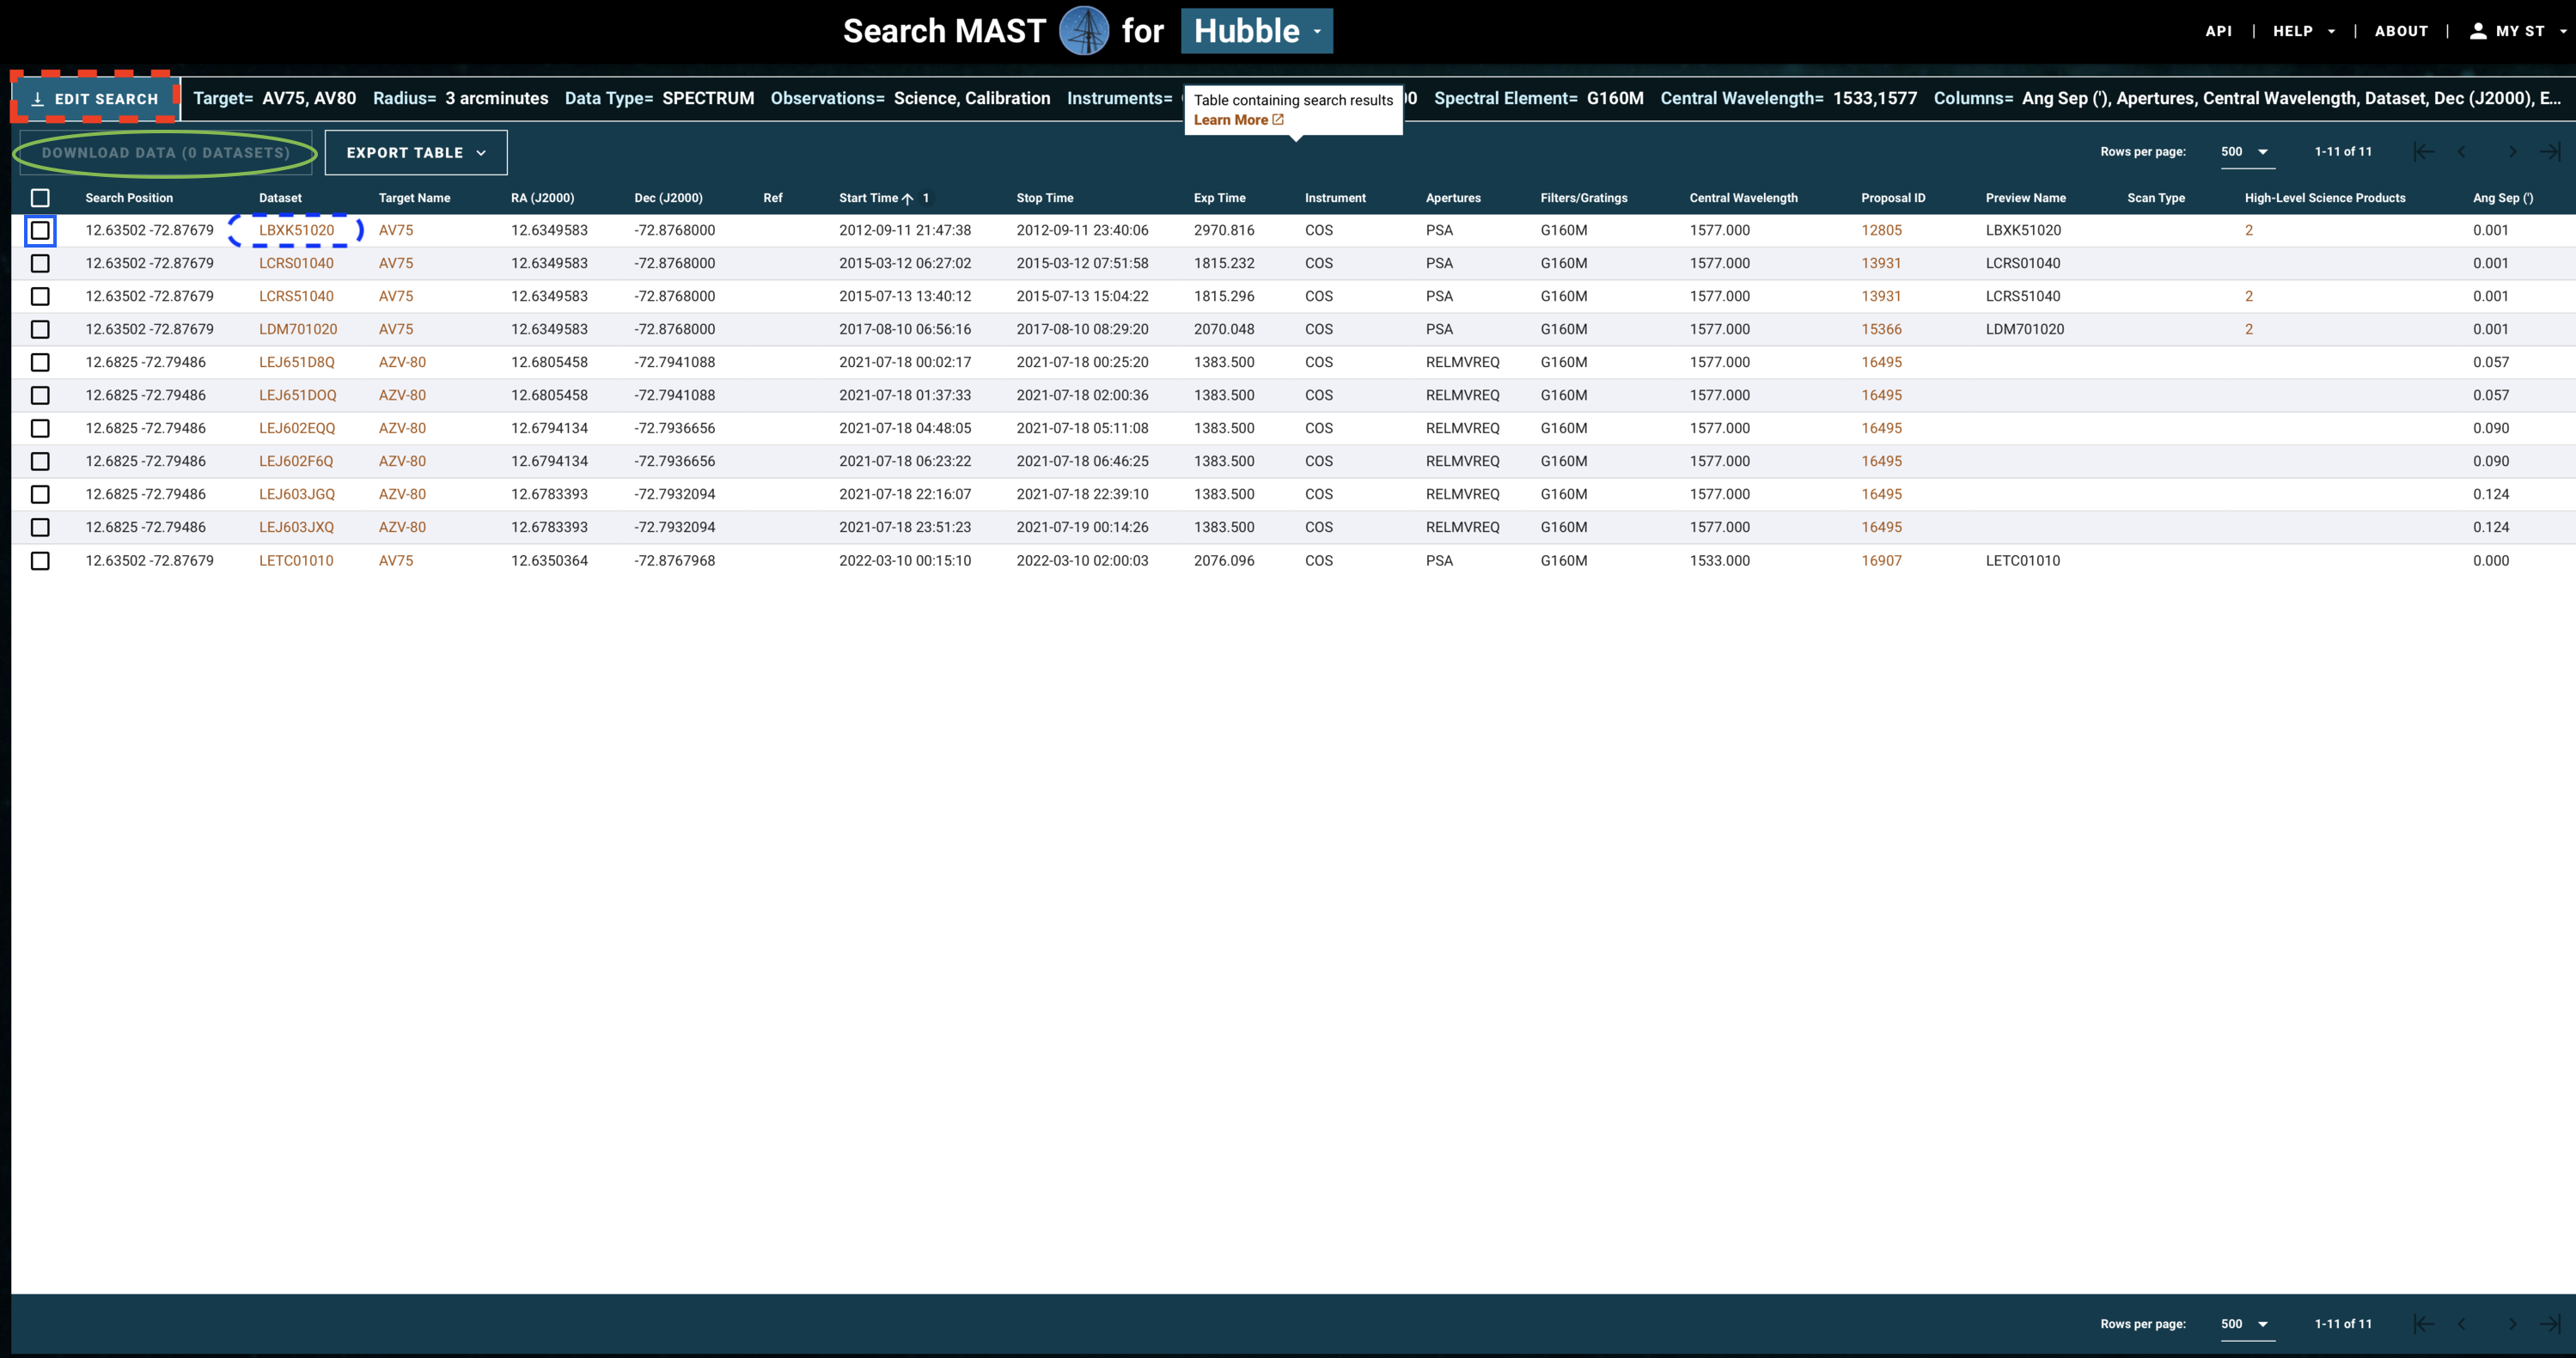 Search MAST for Hubble
API | HELP | ABOUT | MY ST
EDIT SEARCH Target= AV75, AV80 Radius= 3 arcminutes Data Type= SPECTRUM Observations= Science, Calibration Instruments= Spectral Element= G160M Central Wavelength= 1533,1577 Columns= Ang Sep ('), Apertures, Central Wavelength, Dataset, Dec (J2000), E...
Table containing search results
Learn More
DOWNLOAD DATA (0 DATASETS) EXPORT TABLE Rows per page: 500 1-11 of 11
Search Position Dataset Target Name RA (J2000) Dec (J2000) Ref Start Time 1 Stop Time Exp Time Instrument Apertures Filters/Gratings Central Wavelength Proposal ID Preview Name Scan Type High-Level Science Products Ang Sep (')
12.63502 -72.87679 LBXK51020 AV75 12.6349583 -72.8768000 2012-09-11 21:47:38 2012-09-11 23:40:06 2970.816 COS PSA G160M 1577.000 12805 LBXK51020 2 0.001
12.63502 -72.87679 LCRS01040 AV75 12.6349583 -72.8768000 2015-03-12 06:27:02 2015-03-12 07:51:58 1815.232 COS PSA G160M 1577.000 13931 LCRS01040 0.001
12.63502 -72.87679 LCRS51040 AV75 12.6349583 -72.8768000 2015-07-13 13:40:12 2015-07-13 15:04:22 1815.296 COS PSA G160M 1577.000 13931 LCRS51040 2 0.001
12.63502 -72.87679 LDM701020 AV75 12.6349583 -72.8768000 2017-08-10 06:56:16 2017-08-10 08:29:20 2070.048 COS PSA G160M 1577.000 15366 LDM701020 2 0.001
12.6825 -72.79486 LEJ651D8Q AZV-80 12.6805458 -72.7941088 2021-07-18 00:02:17 2021-07-18 00:25:20 1383.500 COS RELMVREQ G160M 1577.000 16495 0.057
12.6825 -72.79486 LEJ651DOQ AZV-80 12.6805458 -72.7941088 2021-07-18 01:37:33 2021-07-18 02:00:36 1383.500 COS RELMVREQ G160M 1577.000 16495 0.057
12.6825 -72.79486 LEJ602EQQ AZV-80 12.6794134 -72.7936656 2021-07-18 04:48:05 2021-07-18 05:11:08 1383.500 COS RELMVREQ G160M 1577.000 16495 0.090
12.6825 -72.79486 LEJ602F6Q AZV-80 12.6794134 -72.7936656 2021-07-18 06:23:22 2021-07-18 06:46:25 1383.500 COS RELMVREQ G160M 1577.000 16495 0.090
12.6825 -72.79486 LEJ603JGQ AZV-80 12.6783393 -72.7932094 2021-07-18 22:16:07 2021-07-18 22:39:10 1383.500 COS RELMVREQ G160M 1577.000 16495 0.124
12.6825 -72.79486 LEJ603JXQ AZV-80 12.6783393 -72.7932094 2021-07-18 23:51:23 2021-07-19 00:14:26 1383.500 COS RELMVREQ G160M 1577.000 16495 0.124
12.63502 -72.87679 LETC01010 AV75 12.6350364 -72.8767968 2022-03-10 00:15:10 2022-03-10 02:00:03 2076.096 COS PSA G160M 1533.000 16907 LETC01010 0.000
Rows per page: 500 1-11 of 11